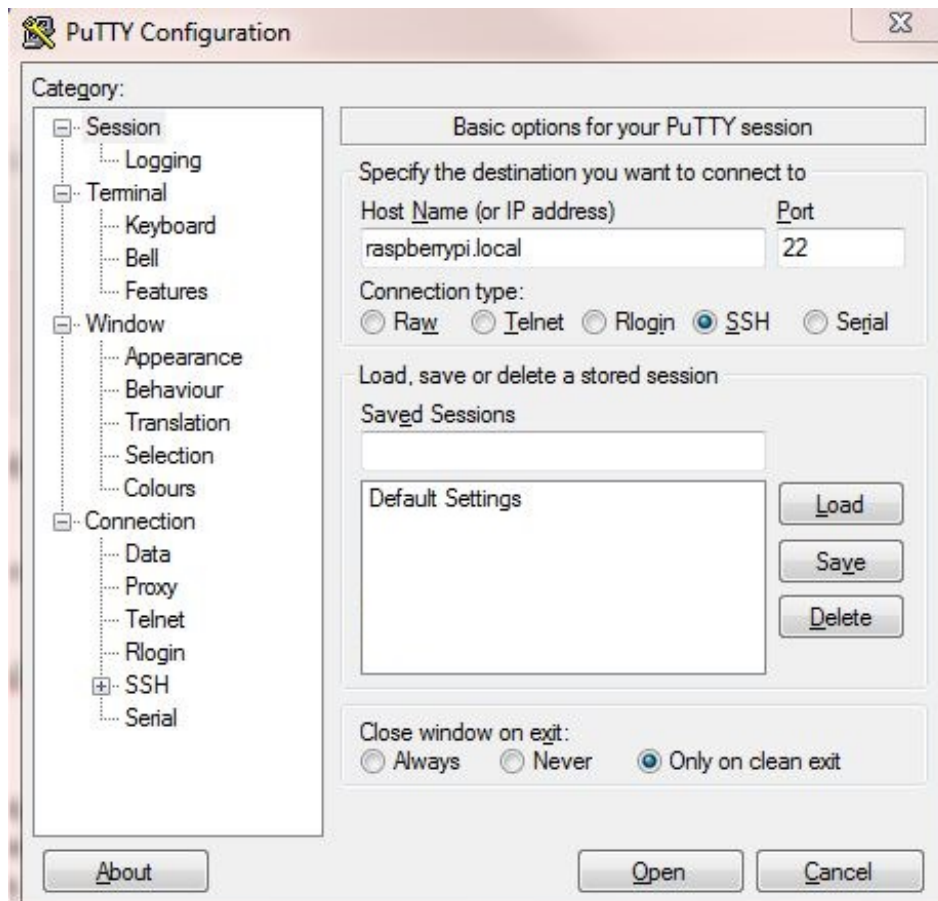 PuTTY Configuration
Category:
Session
Logging
Terminal
Keyboard
Bell
Features
Window
Appearance
Behaviour
Translation
Selection
Colours
Connection
Data
Proxy
Telnet
Rlogin
SSH
Serial
Basic options for your PuTTY session
Specify the destination you want to connect to
Host Name (or IP address) Port
raspberrypi.local 22
Connection type:
Raw Telnet Rlogin SSH Serial
Load, save or delete a stored session
Saved Sessions
Default Settings
Load
Save
Delete
Close window on exit:
Always Never Only on clean exit
About Open Cancel